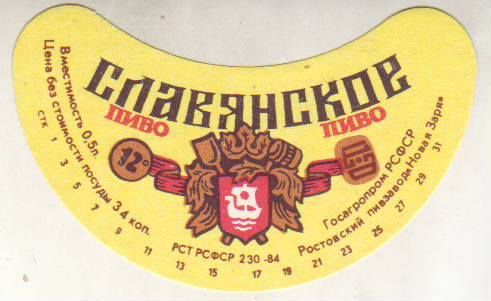 СЛАВЯНСКОЕ
ПИВО
ПИВО
Вместимость 0,5л.
Цена без стоимости посуды 34 коп.
12°
Госагропром РСФСР
Ростовский пивзавод «Новая Заря»
РСТ РСФСР 230-84
СТК 1 3 5 7 9 11 13 15 17 19 21 23 25 27 29 31